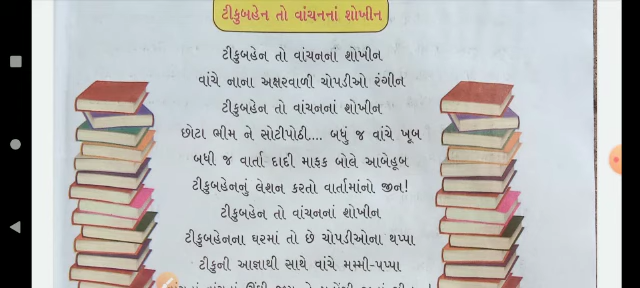 ટીકુબહેન તો વાંચનનાં શોખીન
ટીકુબહેન તો વાંચનનાં શોખીન
વાંચે નાના અક્ષરવાળી ચોપડીઓ રંગીન
ટીકુબહેન તો વાંચનનાં શોખીન
છોટા ભીમ ને સોટીપોઠી.... બધું જ વાંચે ખૂબ
બધી જ વાર્તા દાદી માફક બોલે આબેહૂબ
ટીકુબહેનનું લેશન કરતો વાર્તામાંનો જીન!
ટીકુબહેન તો વાંચનનાં શોખીન
ટીકુબહેનના ઘરમાં તો છે ચોપડીઓના થપ્પા
ટીકુની આજ્ઞાથી સાથે વાંચે મમ્મી-પપ્પા